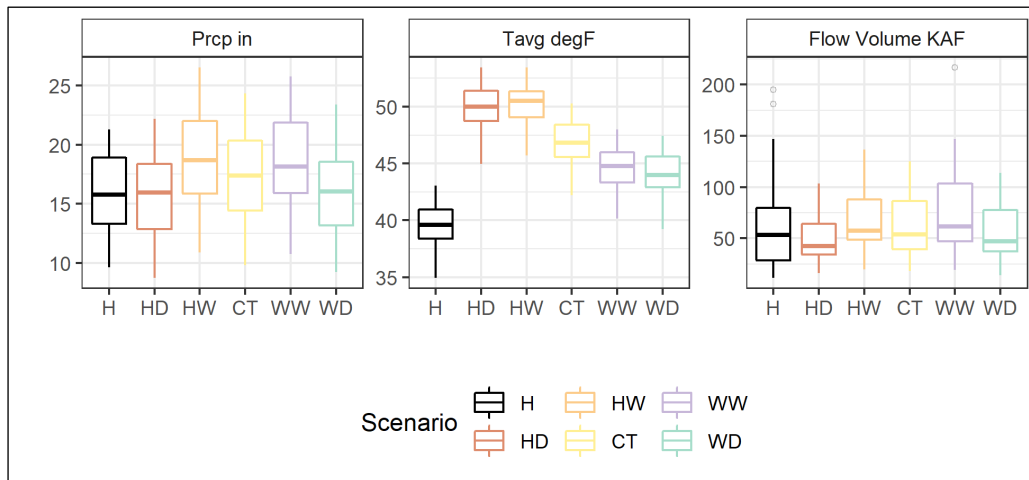 Prcp in
Tavg degF
Flow Volume KAF
25
20
15
10
H HD HW CT WW WD
50
45
40
35
H HD HW CT WW WD
200
150
100
50
H HD HW CT WW WD
Scenario
H HW WW
HD CT WD